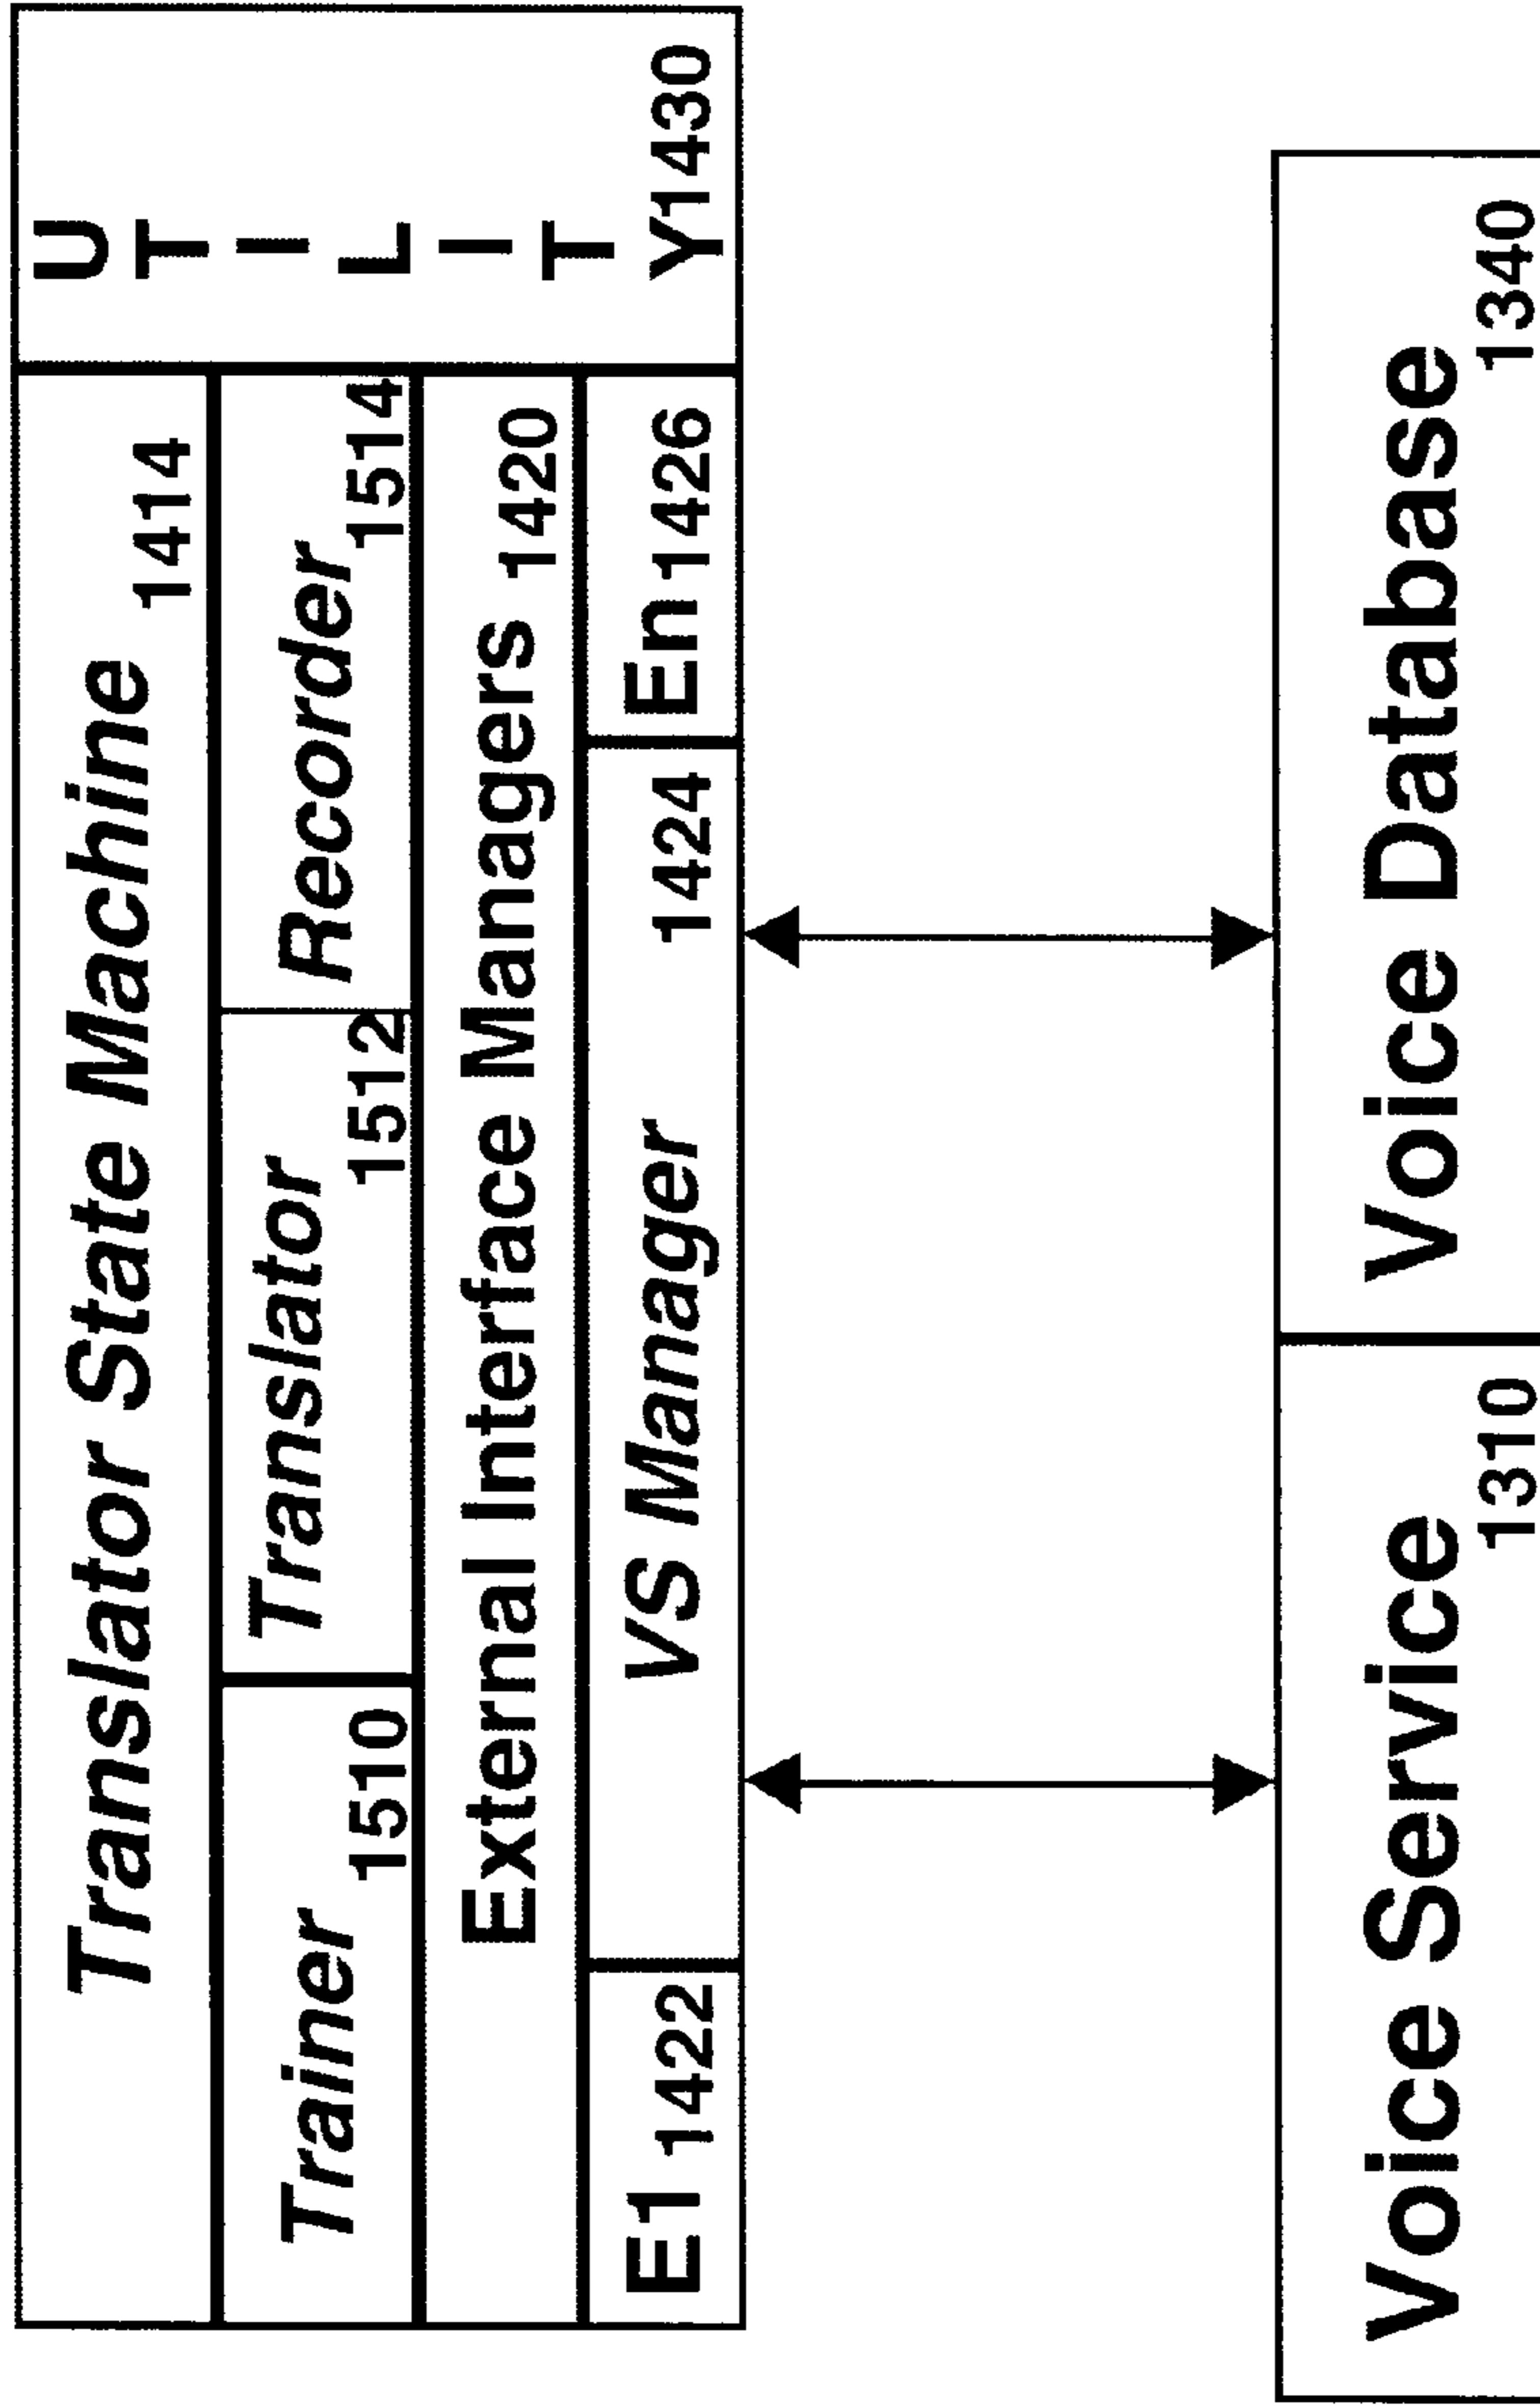 Translator State Machine
1414
Trainer
1510
Translator
1512
Recorder
1514
External Interface Managers 1420
E1 1422
VS Manager 1424
En 1426
U
T
I
L
I
T
Y1430
Voice Service
1310
Voice Database
1340